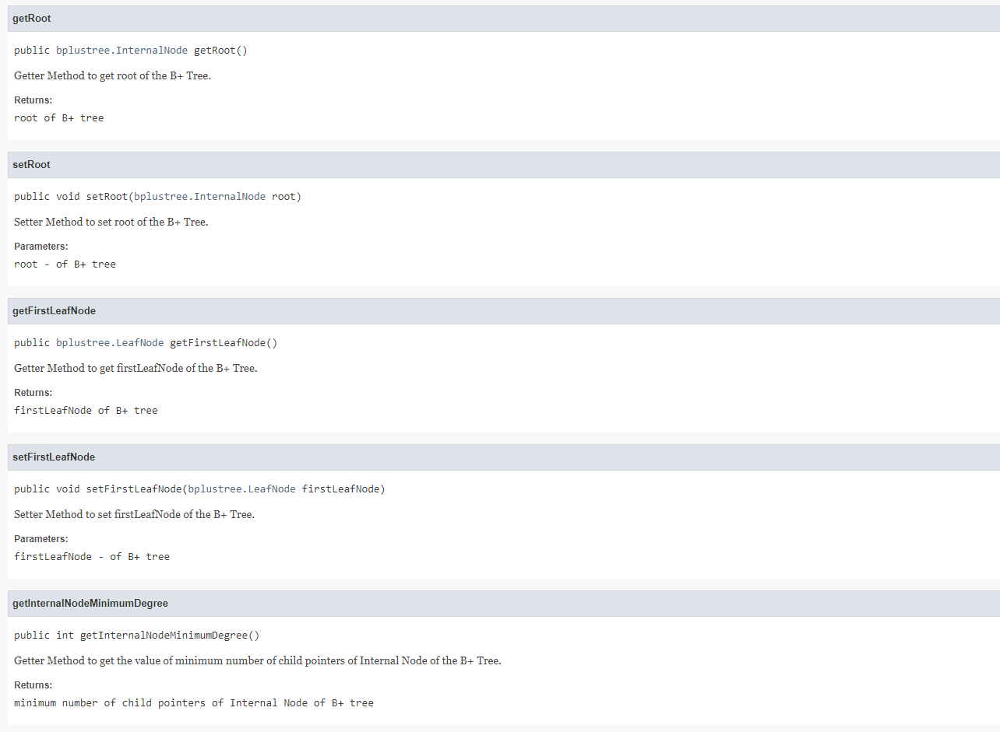 getRoot
public bplustree.InternalNode getRoot()
Getter Method to get root of the B+ Tree.
Returns:
root of B+ tree
setRoot
public void setRoot(bplustree.InternalNode root)
Setter Method to set root of the B+ Tree.
Parameters:
root - of B+ tree
getFirstLeafNode
public bplustree.LeafNode getFirstLeafNode()
Getter Method to get firstLeafNode of the B+ Tree.
Returns:
firstLeafNode of B+ tree
setFirstLeafNode
public void setFirstLeafNode(bplustree.LeafNode firstLeafNode)
Setter Method to set firstLeafNode of the B+ Tree.
Parameters:
firstLeafNode - of B+ tree
getInternalNodeMinimumDegree
public int getInternalNodeMinimumDegree()
Getter Method to get the value of minimum number of child pointers of Internal Node of the B+ Tree.
Returns:
minimum number of child pointers of Internal Node of B+ tree